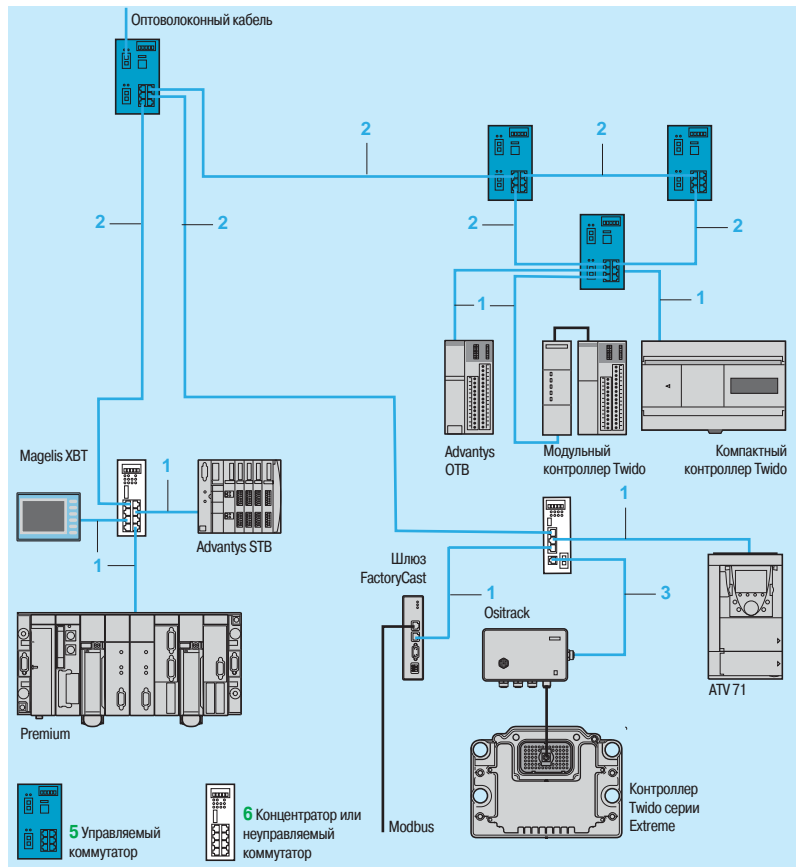 Оптоволоконный кабель
2
2
2
2
2
2
1
1
Advantys
OTB
Модульный
контроллер Twido
Компактный
контроллер Twido
Magelis XBT
1
Advantys STB
1
1
Шлюз
FactoryCast
1
3
Ositrack
ATV 71
Premium
Контроллер
Twido серии
Extreme
Modbus
5 Управляемый
коммутатор
6 Концентратор или
неуправляемый
коммутатор